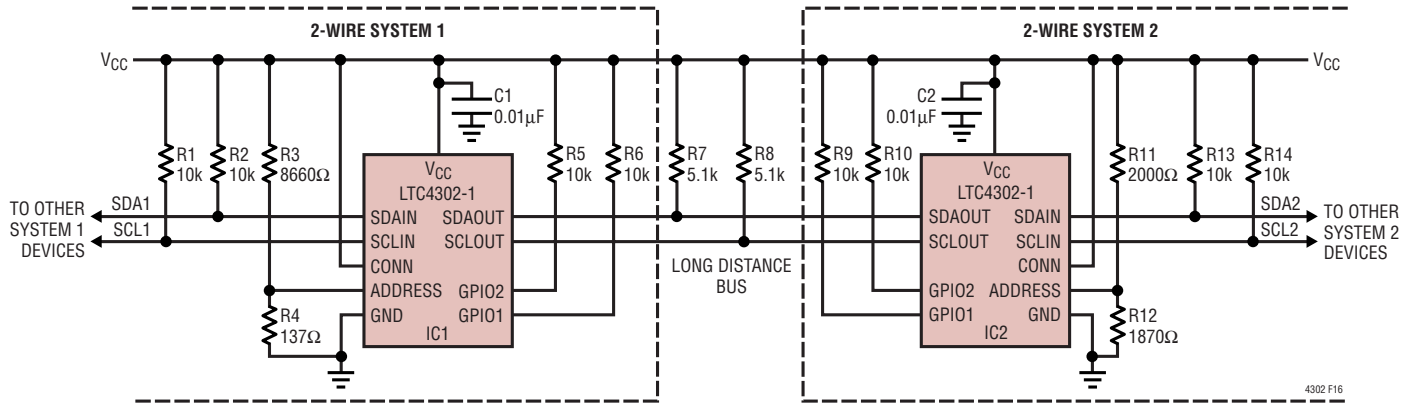 2-WIRE SYSTEM 1
2-WIRE SYSTEM 2
VCC
VCC
C1
0.01µF
C2
0.01µF
R1
10k
R2
10k
R3
8660Ω
R5
10k
R6
10k
R7
5.1k
R8
5.1k
R9
10k
R10
10k
R11
2000Ω
R13
10k
R14
10k
VCC
LTC4302-1
SDAIN SDAOUT
SCLIN SCLOUT
CONN
ADDRESS GPIO2
GND GPIO1
IC1
VCC
LTC4302-1
SDAOUT SDAIN
SCLOUT SCLIN
CONN
GPIO2 ADDRESS
GPIO1 GND
IC2
TO OTHER
SYSTEM 1
DEVICES
SDA1
SCL1
LONG DISTANCE
BUS
SDA2
SCL2
TO OTHER
SYSTEM 2
DEVICES
R4
137Ω
R12
1870Ω
4302 F16